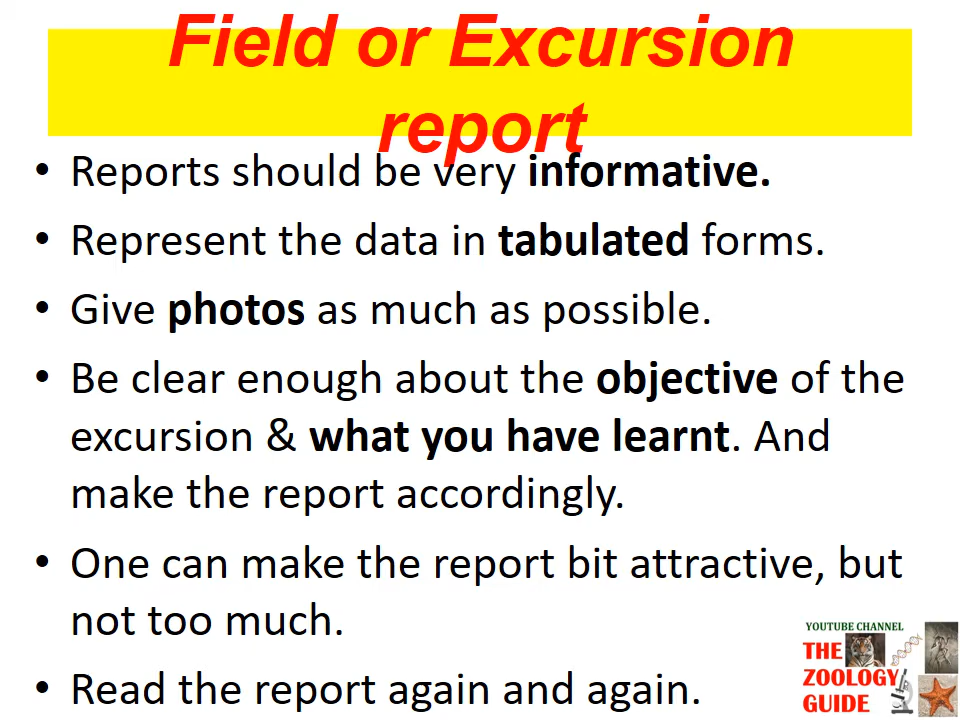 Field or Excursion
report
• Reports should be very informative.
• Represent the data in tabulated forms.
• Give photos as much as possible.
• Be clear enough about the objective of the
excursion & what you have learnt. And
make the report accordingly.
• One can make the report bit attractive, but
not too much.
• Read the report again and again.
YOUTUBE CHANNEL
THE
ZOOLOGY
GUIDE